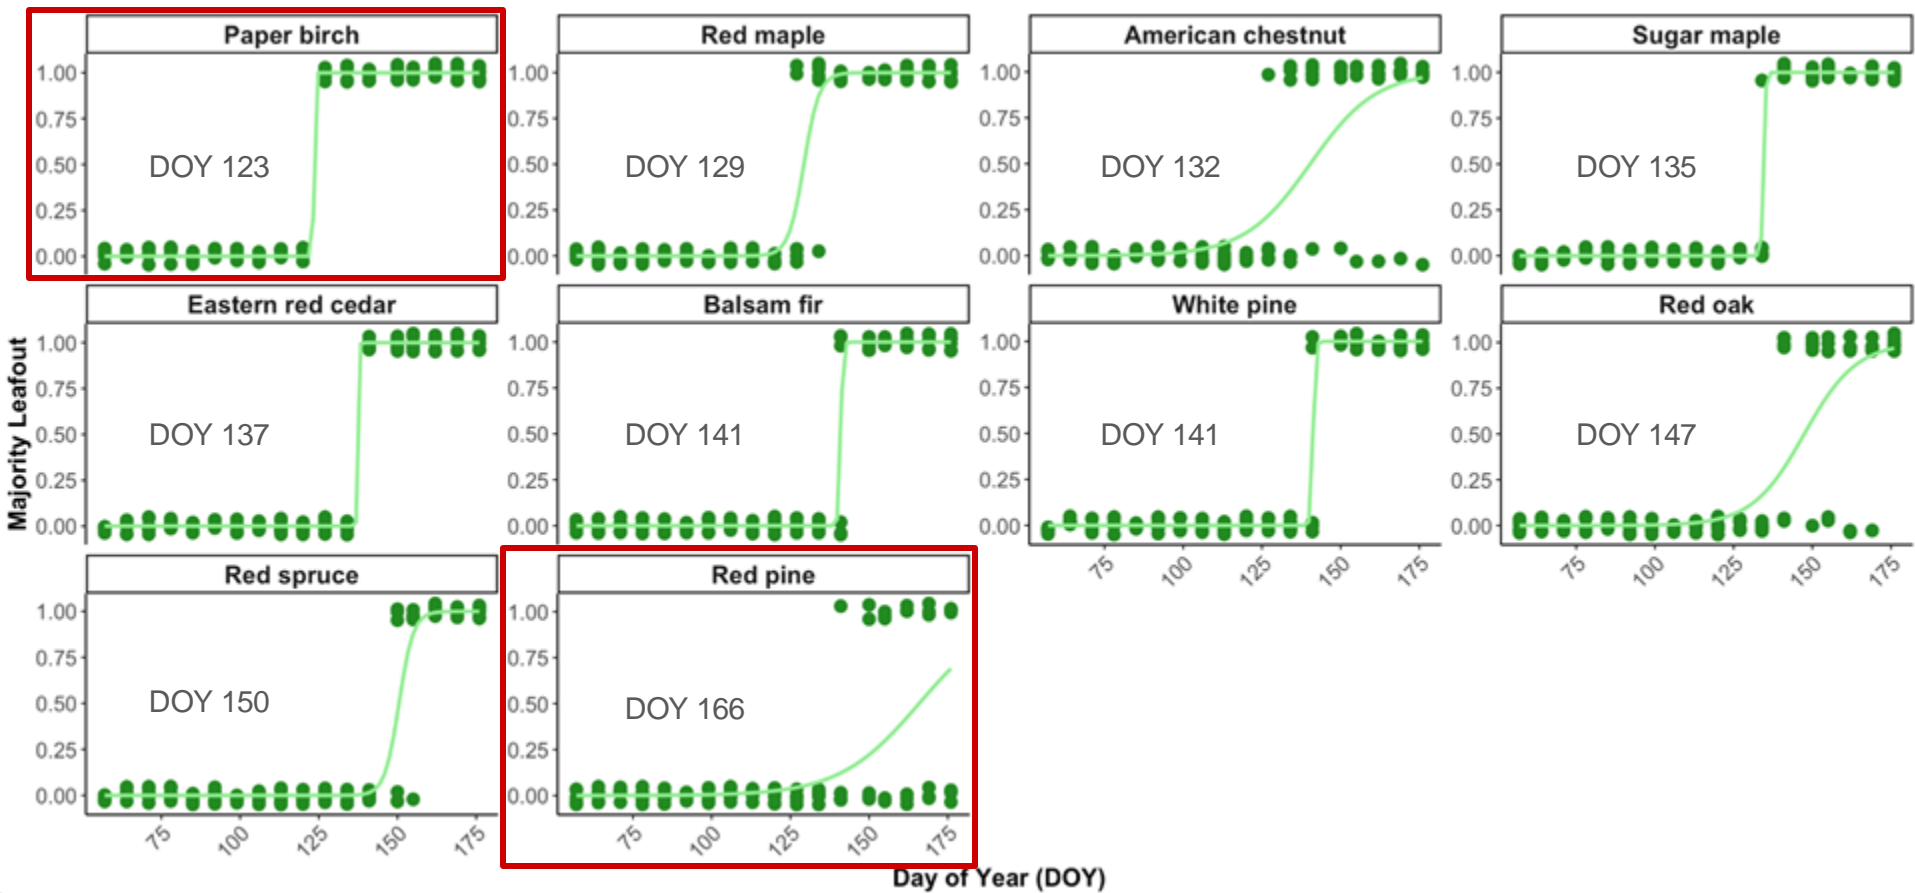 Paper birch
Red maple
American chestnut
Sugar maple
1.00
0.75
0.50
0.25
0.00
DOY 123
1.00
0.75
0.50
0.25
0.00
DOY 129
1.00
0.75
0.50
0.25
0.00
DOY 132
1.00
0.75
0.50
0.25
0.00
DOY 135
Majority Leafout
Eastern red cedar
Balsam fir
White pine
Red oak
1.00
0.75
0.50
0.25
0.00
DOY 137
1.00
0.75
0.50
0.25
0.00
DOY 141
1.00
0.75
0.50
0.25
0.00
DOY 141
75 100 125 150 175
1.00
0.75
0.50
0.25
0.00
DOY 147
75 100 125 150 175
Red spruce
Red pine
1.00
0.75
0.50
0.25
0.00
DOY 150
75 100 125 150 175
1.00
0.75
0.50
0.25
0.00
DOY 166
75 100 125 150 175
Day of Year (DOY)